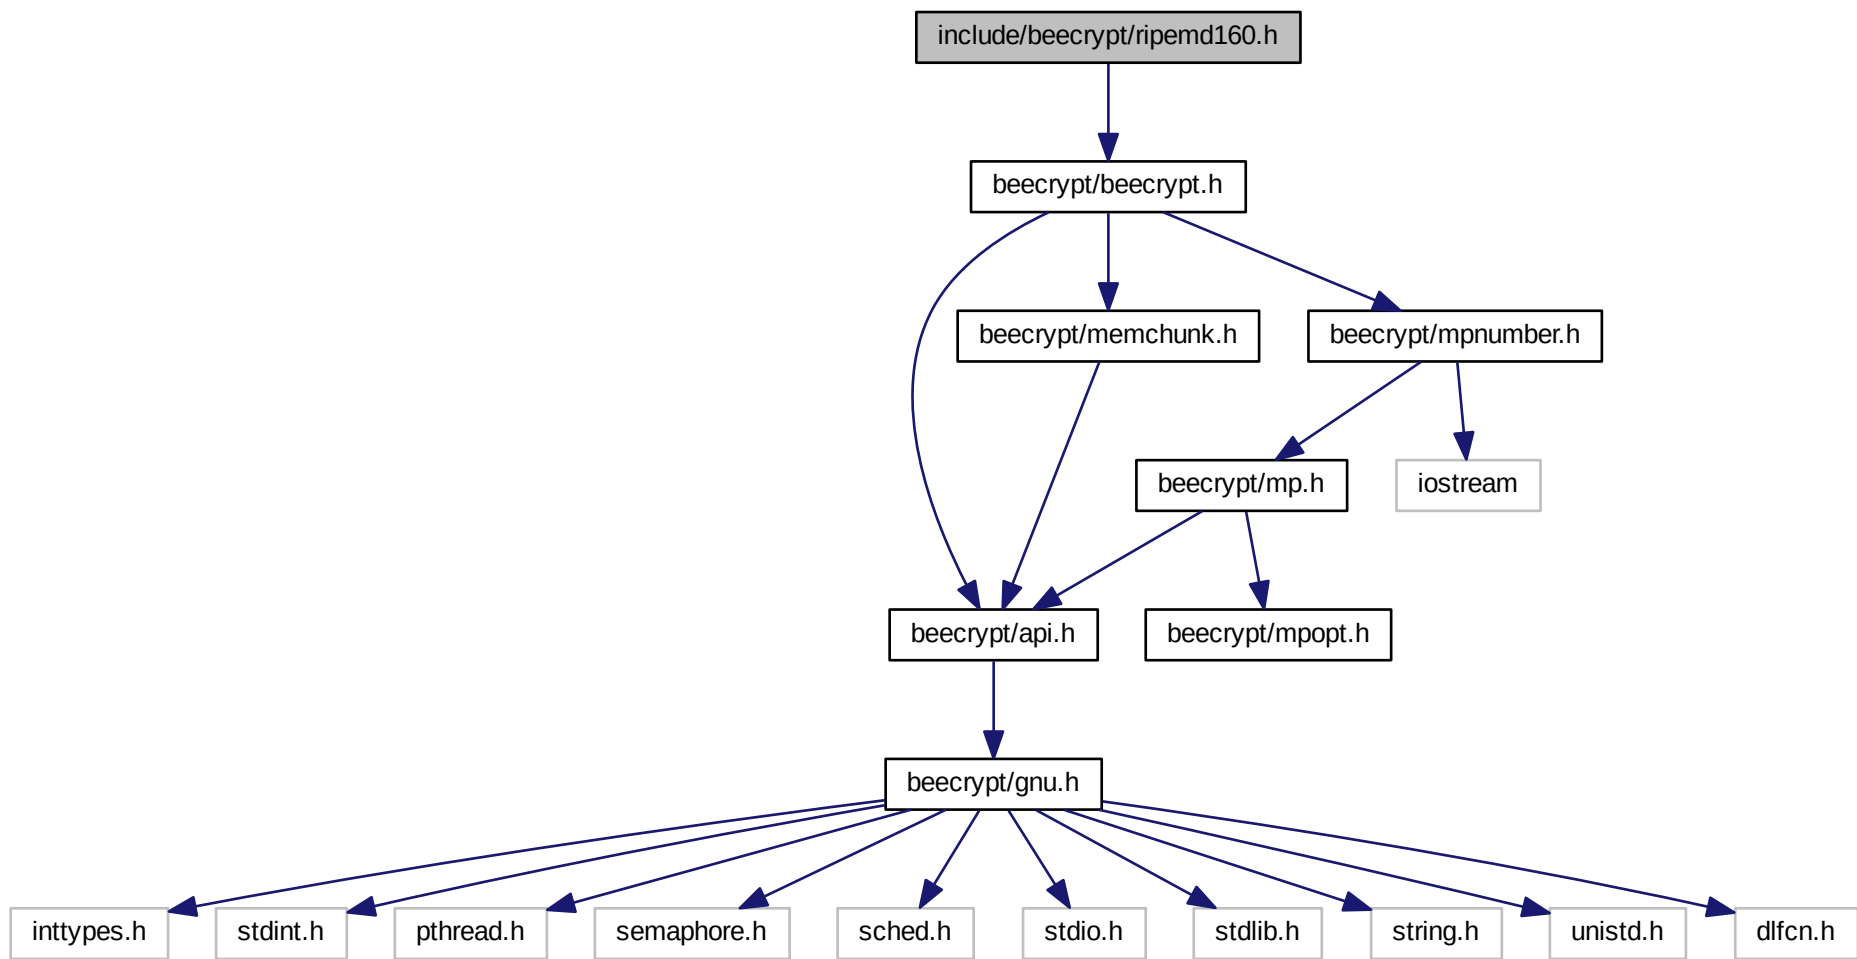 include/beecrypt/ripemd160.h
beecrypt/beecrypt.h
beecrypt/memchunk.h
beecrypt/mpnumber.h
beecrypt/mp.h
iostream
beecrypt/api.h
beecrypt/mpopt.h
beecrypt/gnu.h
inttypes.h
stdint.h
pthread.h
semaphore.h
sched.h
stdio.h
stdlib.h
string.h
unistd.h
dlfcn.h